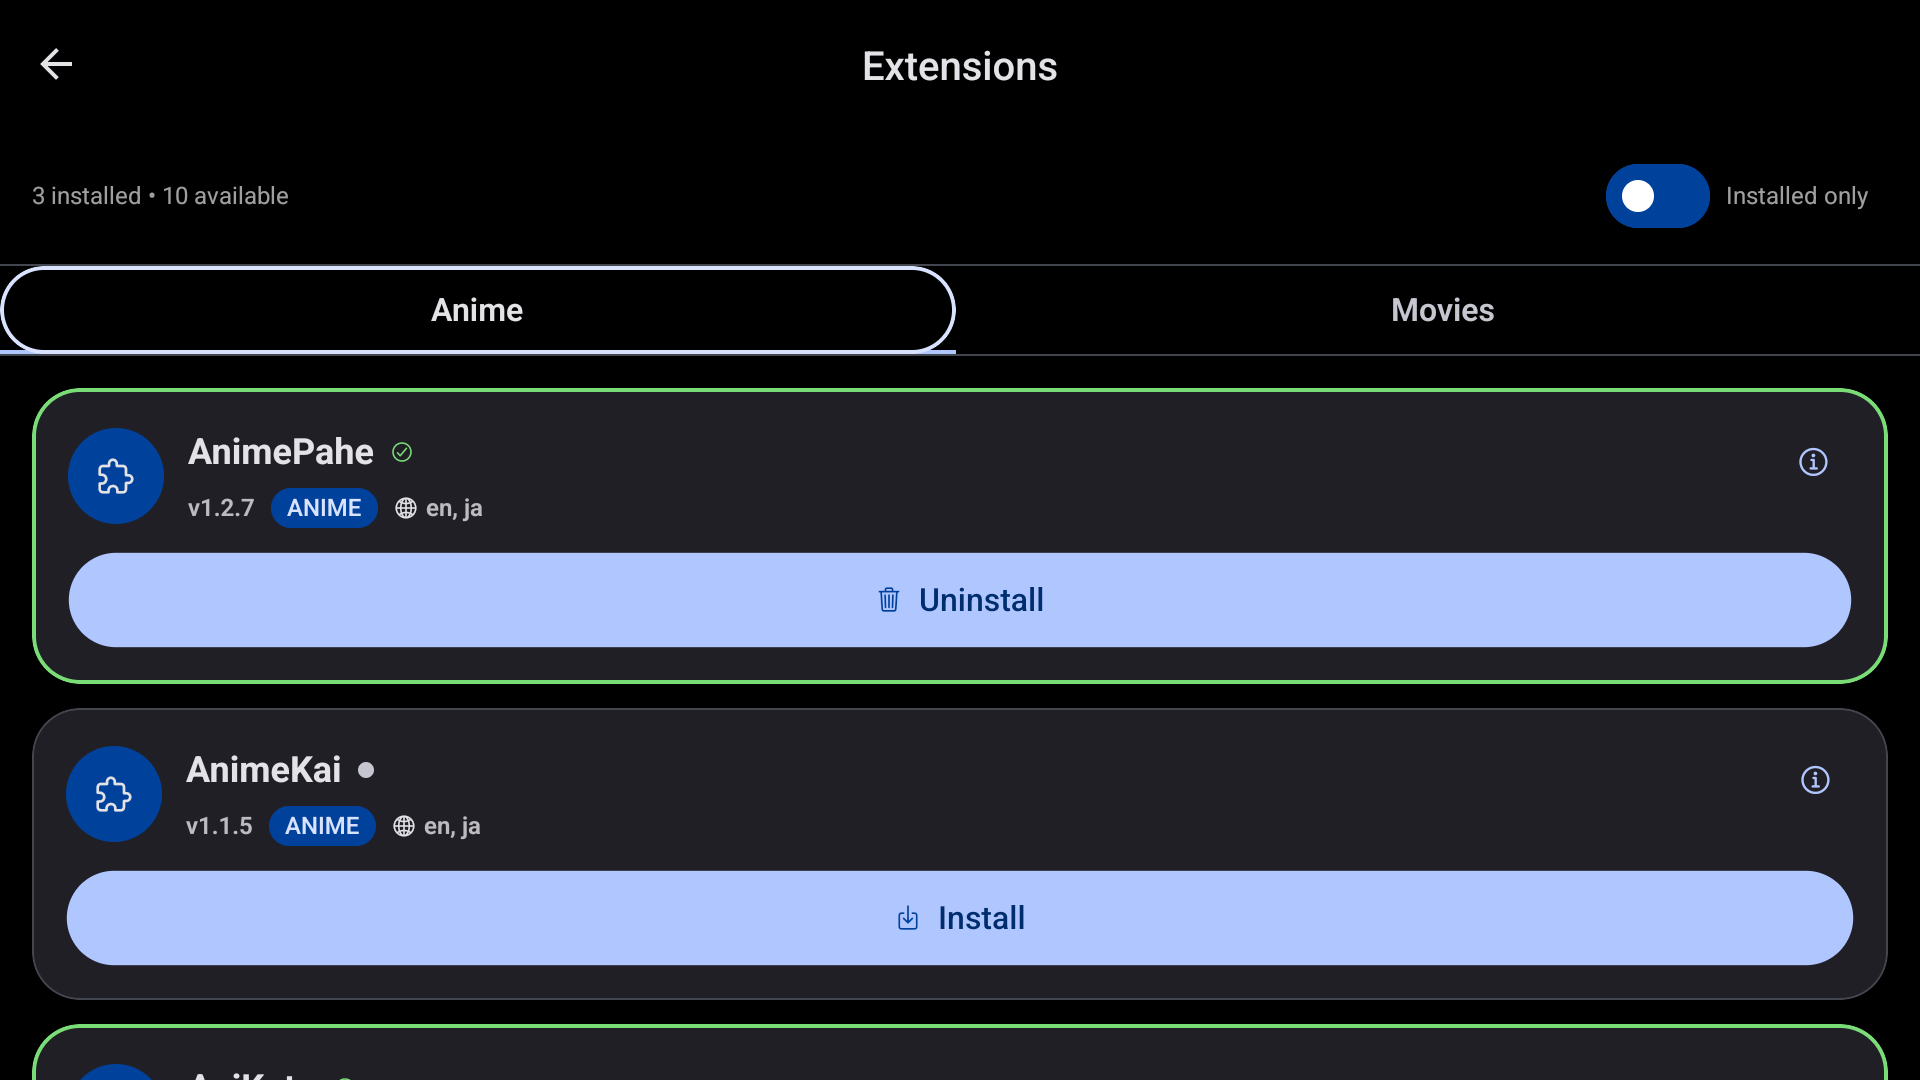 Extensions
3 installed • 10 available
Installed only
Anime
Movies
AnimePahe
v1.2.7 ANIME en, ja
Uninstall
AnimeKai
v1.1.5 ANIME en, ja
Install